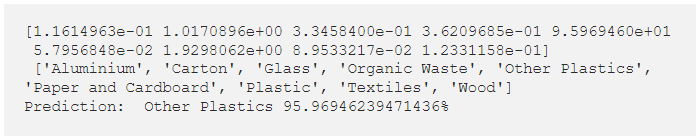 [1.1614963e-01 1.0170896e+00 3.3458400e-01 3.6209685e-01 9.5969460e+01
5.7956848e-02 1.9298062e+00 8.9533217e-02 1.2331158e-01]
['Aluminium', 'Carton', 'Glass', 'Organic Waste', 'Other Plastics',
'Paper and Cardboard', 'Plastic', 'Textiles', 'Wood']
Prediction:  Other Plastics 95.96946239471436%